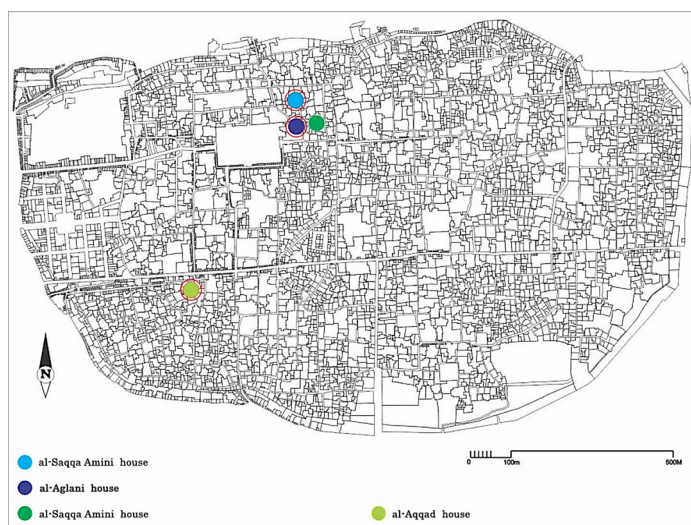 N
0 100m 500M
al-Saqqa Amini house
al-Aglani house
al-Saqqa Amini house
al-Aqqad house